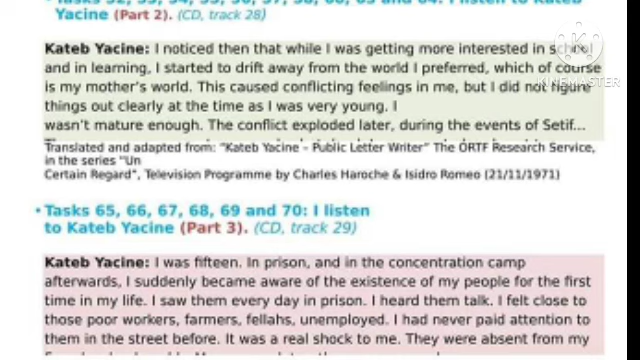 Yacine (Part 2). (CD, track 28)
Kateb Yacine: I noticed then that while I was getting more interested in school
and in learning, I started to drift away from the world I preferred, which of course
is my mother's world. This caused conflicting feelings in me, but I did not figure
things out clearly at the time as I was very young. I
wasn't mature enough. The conflict exploded later, during the events of Setif...
Translated and adapted from: "Kateb Yacine - Public Letter Writer" The ORTF Research Service,
in the series "Un
Certain Regard", Television Programme by Charles Haroche & Isidro Romeo (21/11/1971)
• Tasks 65, 66, 67, 68, 69 and 70: I listen
to Kateb Yacine (Part 3). (CD, track 29)
Kateb Yacine: I was fifteen. In prison, and in the concentration camp
afterwards, I suddenly became aware of the existence of my people for the first
time in my life. I saw them every day in prison. I heard them talk. I felt close to
those poor workers, farmers, fellahs, unemployed. I had never paid attention to
them in the street before. It was a real shock to me. They were absent from my
KINEMASTER